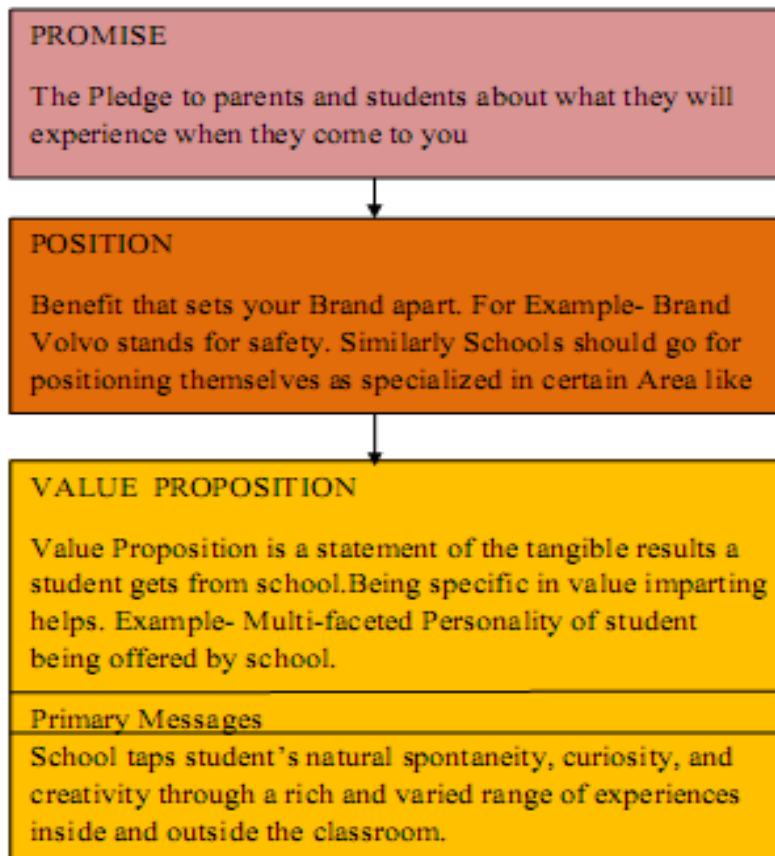 PROMISE
The Pledge to parents and students about what they will
experience when they come to you
POSITION
Benefit that sets your Brand apart. For Example- Brand
Volvo stands for safety. Similarly Schools should go for
positioning themselves as specialized in certain Area like
VALUE PROPOSITION
Value Proposition is a statement of the tangible results a
student gets from school.Being specific in value imparting
helps. Example- Multi-faceted Personality of student
being offered by school.
Primary Messages
School taps student’s natural spontaneity, curiosity, and
creativity through a rich and varied range of experiences
inside and outside the classroom.